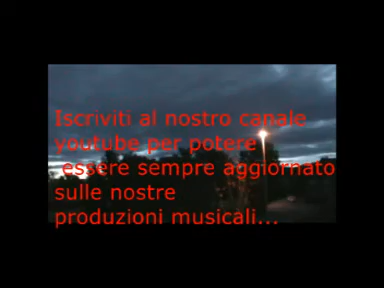 Iscriviti al nostro canale
youtube per potere
essere sempre aggiornato
sulle nostre
produzioni musicali...